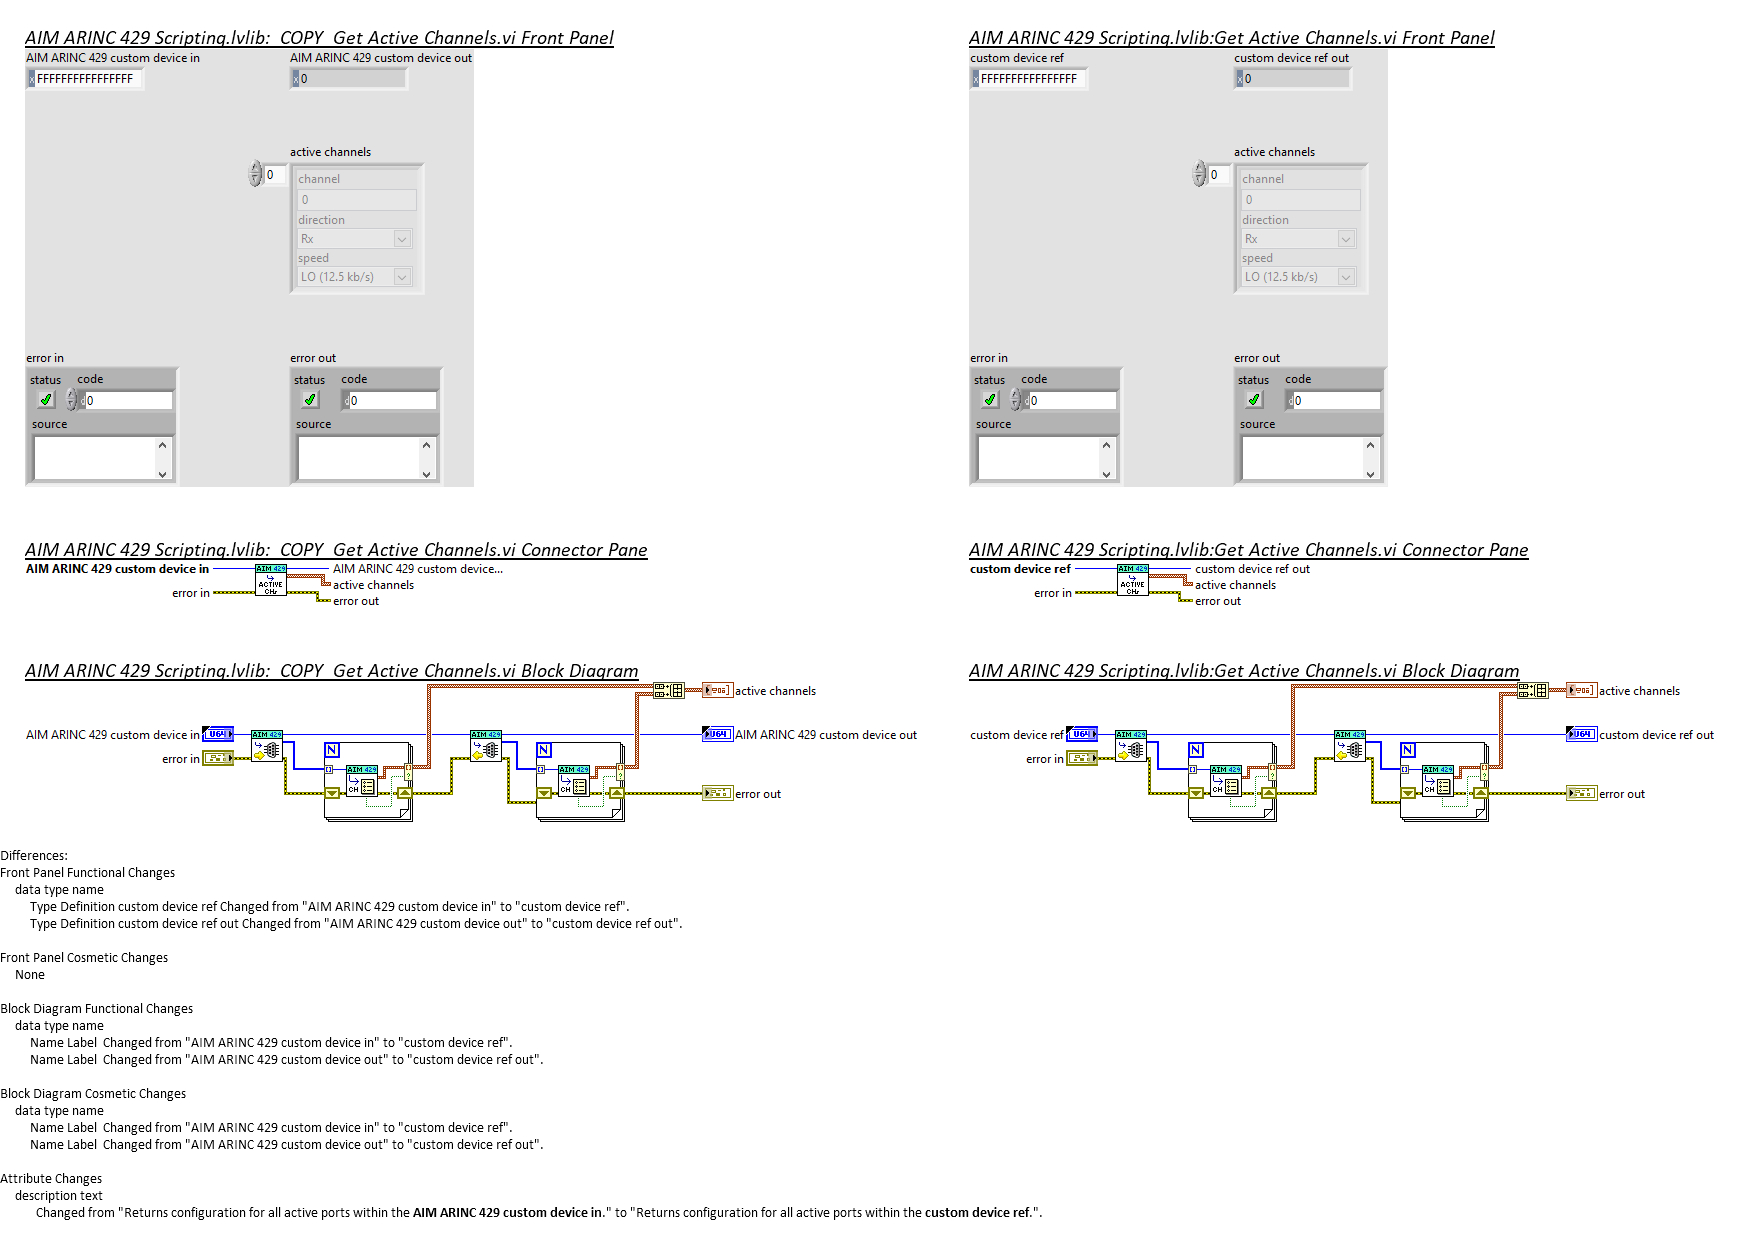 AIM ARINC 429 Scripting.lvlib:_COPY_Get Active Channels.vi Front Panel
AIM ARINC 429 custom device in
AIM ARINC 429 custom device out
x FFFFFFFFFFFFFFFF
x 0
active channels
0
channel
0
direction
Rx
speed
LO (12.5 kb/s)
error in
status
code
d 0
source
error out
status
code
d 0
source
AIM ARINC 429 Scripting.lvlib:Get Active Channels.vi Front Panel
custom device ref
custom device ref out
x FFFFFFFFFFFFFFFF
x 0
active channels
0
channel
0
direction
Rx
speed
LO (12.5 kb/s)
error in
status
code
d 0
source
error out
status
code
d 0
source
AIM ARINC 429 Scripting.lvlib:_COPY_Get Active Channels.vi Connector Pane
AIM ARINC 429 custom device in
AIM 429
ACTIVE
CHs
AIM ARINC 429 custom device...
active channels
error in
error out
AIM ARINC 429 Scripting.lvlib:Get Active Channels.vi Connector Pane
custom device ref
AIM 429
ACTIVE
CHs
custom device ref out
active channels
error in
error out
AIM ARINC 429 Scripting.lvlib:_COPY_Get Active Channels.vi Block Diagram
active channels
AIM ARINC 429 custom device in
U64
AIM 429
N
AIM 429
CH
AIM 429
N
AIM 429
CH
U64
AIM ARINC 429 custom device out
error in
error out
AIM ARINC 429 Scripting.lvlib:Get Active Channels.vi Block Diagram
active channels
custom device ref
U64
AIM 429
N
AIM 429
CH
AIM 429
N
AIM 429
CH
U64
custom device ref out
error in
error out
Differences:
Front Panel Functional Changes
data type name
Type Definition custom device ref Changed from "AIM ARINC 429 custom device in" to "custom device ref".
Type Definition custom device ref out Changed from "AIM ARINC 429 custom device out" to "custom device ref out".
Front Panel Cosmetic Changes
None
Block Diagram Functional Changes
data type name
Name Label  Changed from "AIM ARINC 429 custom device in" to "custom device ref".
Name Label  Changed from "AIM ARINC 429 custom device out" to "custom device ref out".
Block Diagram Cosmetic Changes
data type name
Name Label  Changed from "AIM ARINC 429 custom device in" to "custom device ref".
Name Label  Changed from "AIM ARINC 429 custom device out" to "custom device ref out".
Attribute Changes
description text
Changed from "Returns configuration for all active ports within the AIM ARINC 429 custom device in." to "Returns configuration for all active ports within the custom device ref.".